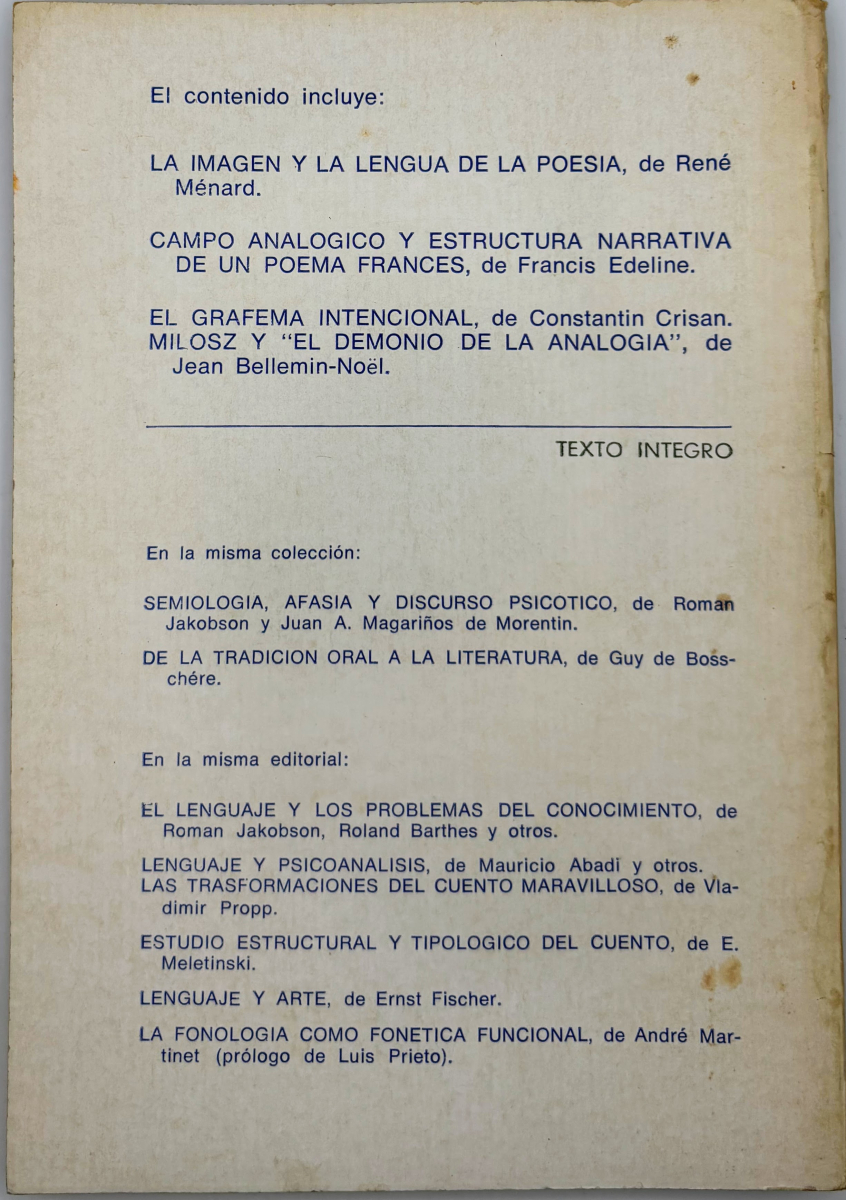 El contenido incluye:
LA IMAGEN Y LA LENGUA DE LA POESIA, de René
Ménard.
CAMPO ANALOGICO Y ESTRUCTURA NARRATIVA
DE UN POEMA FRANCES, de Francis Edeline.
EL GRAFEMA INTENCIONAL, de Constantin Crisan.
MILOSZ Y “EL DEMONIO DE LA ANALOGIA”, de
Jean Bellemin-Noël.
TEXTO INTEGRO
En la misma colección:
SEMIOLOGIA, AFASIA Y DISCURSO PSICOTICO, de Roman
Jakobson y Juan A. Magariños de Morentin.
DE LA TRADICION ORAL A LA LITERATURA, de Guy de Boss-
chére.
En la misma editorial:
EL LENGUAJE Y LOS PROBLEMAS DEL CONOCIMIENTO, de
Roman Jakobson, Roland Barthes y otros.
LENGUAJE Y PSICOANALISIS, de Mauricio Abadi y otros.
LAS TRASFORMACIONES DEL CUENTO MARAVILLOSO, de Vla-
dimir Propp.
ESTUDIO ESTRUCTURAL Y TIPOLOGICO DEL CUENTO, de E.
Meletinski.
LENGUAJE Y ARTE, de Ernst Fischer.
LA FONOLOGIA COMO FONETICA FUNCIONAL, de André Mar-
tinet (prólogo de Luis Prieto).